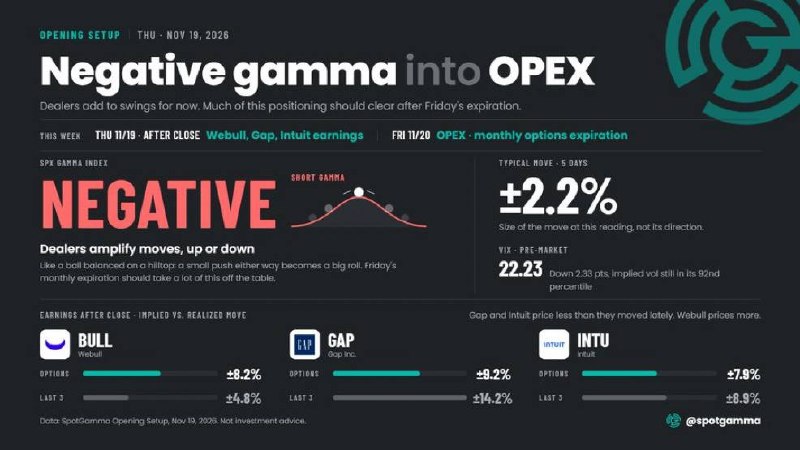 OPENING SETUP | THU · NOV 19, 2026
Negative gamma into OPEX
Dealers add to swings for now. Much of this positioning should clear after Friday's expiration.
THIS WEEK THU 11/19 · AFTER CLOSE Webull, Gap, Intuit earnings | FRI 11/20 OPEX · monthly options expiration
SPX GAMMA INDEX
NEGATIVE
SHORT GAMMA
Dealers amplify moves, up or down
Like a ball balanced on a hilltop: a small push either way becomes a big roll. Friday's
monthly expiration should take a lot of this off the table.
TYPICAL MOVE · 5 DAYS
±2.2%
Size of the move at this reading, not its direction.
VIX · PRE-MARKET
22.23 Down 2.33 pts, implied vol still in its 92nd
percentile
EARNINGS AFTER CLOSE · IMPLIED VS. REALIZED MOVE
Gap and Intuit price less than they moved lately. Webull prices more.
BULL
Webull
OPTIONS ±8.2%
LAST 3 ±4.8%
GAP
GAP
Gap Inc.
OPTIONS ±9.2%
LAST 3 ±14.2%
INTUIT
INTU
Intuit
OPTIONS ±7.9%
LAST 3 ±8.9%
Data: SpotGamma Opening Setup, Nov 19, 2026. Not investment advice.
@spotgamma